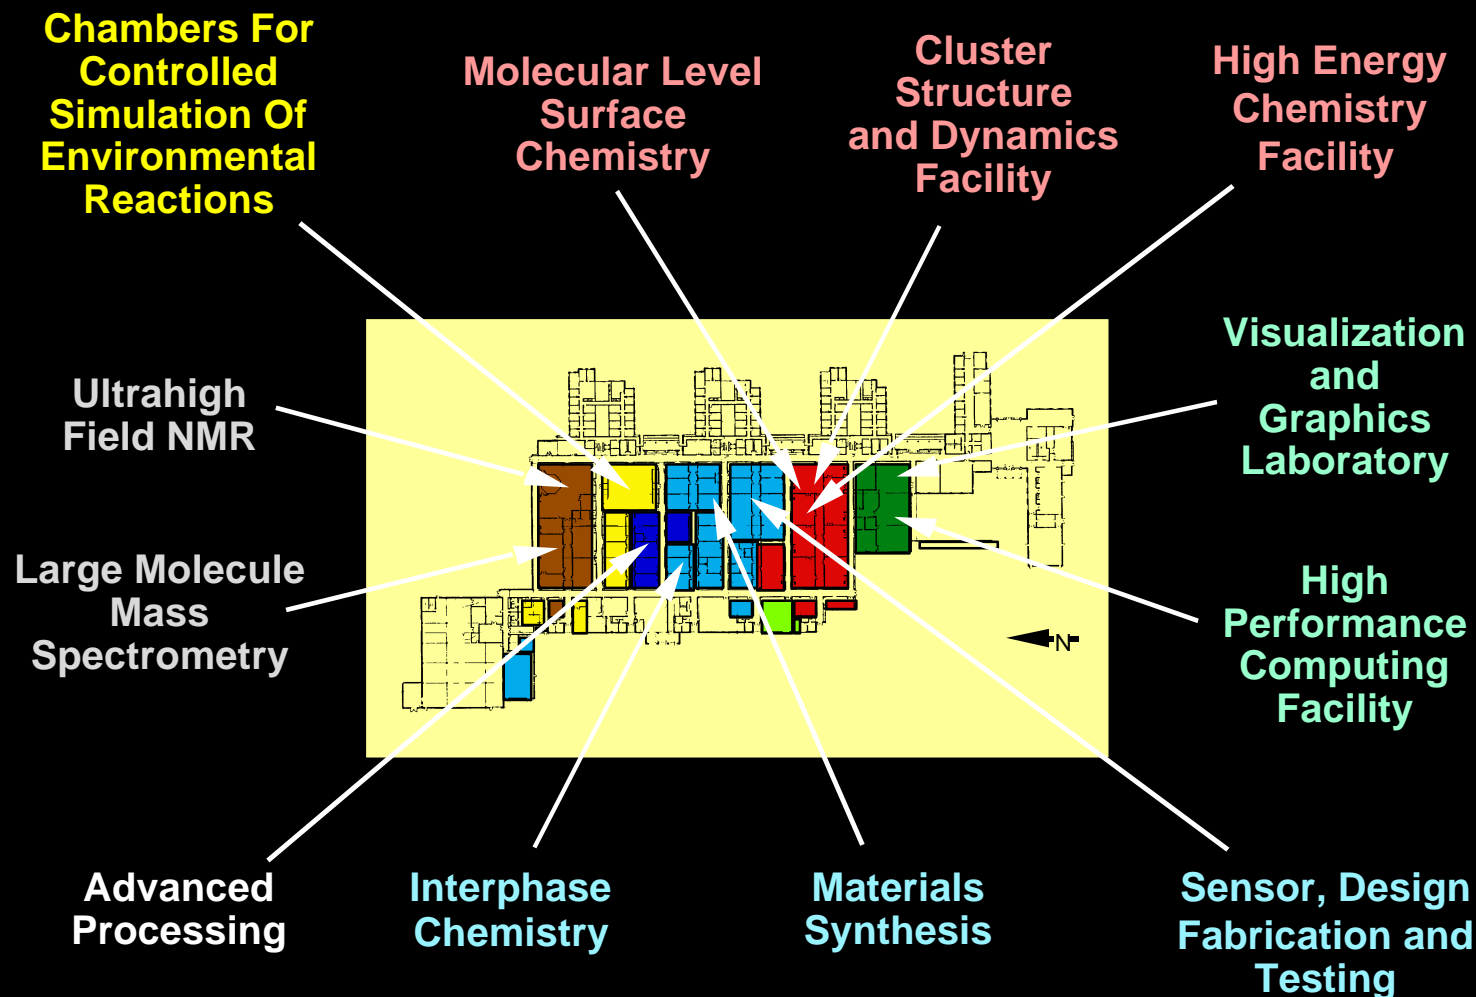 Chambers For
Controlled
Simulation Of
Environmental
Reactions
Molecular Level
Surface
Chemistry
Cluster
Structure
and Dynamics
Facility
High Energy
Chemistry
Facility
Ultrahigh
Field NMR
Visualization
and
Graphics
Laboratory
Large Molecule
Mass
Spectrometry
High
Performance
Computing
Facility
N
Advanced
Processing
Interphase
Chemistry
Materials
Synthesis
Sensor, Design
Fabrication and
Testing